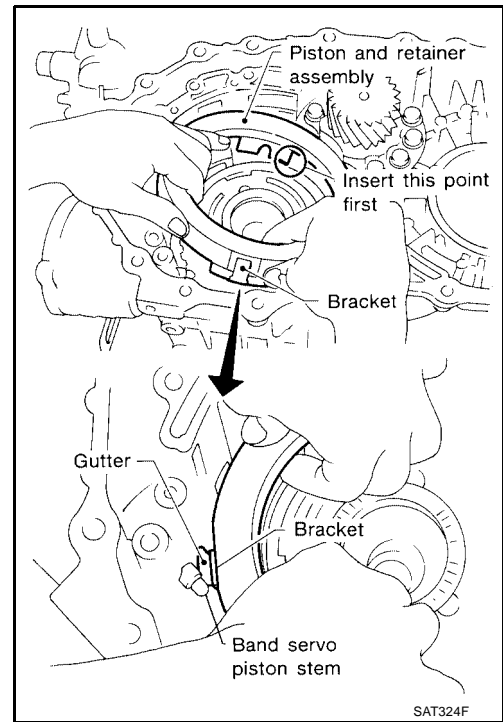 Piston and retainer
assembly
Insert this point
first
Bracket
Gutter
Bracket
Band servo
piston stem
SAT324F